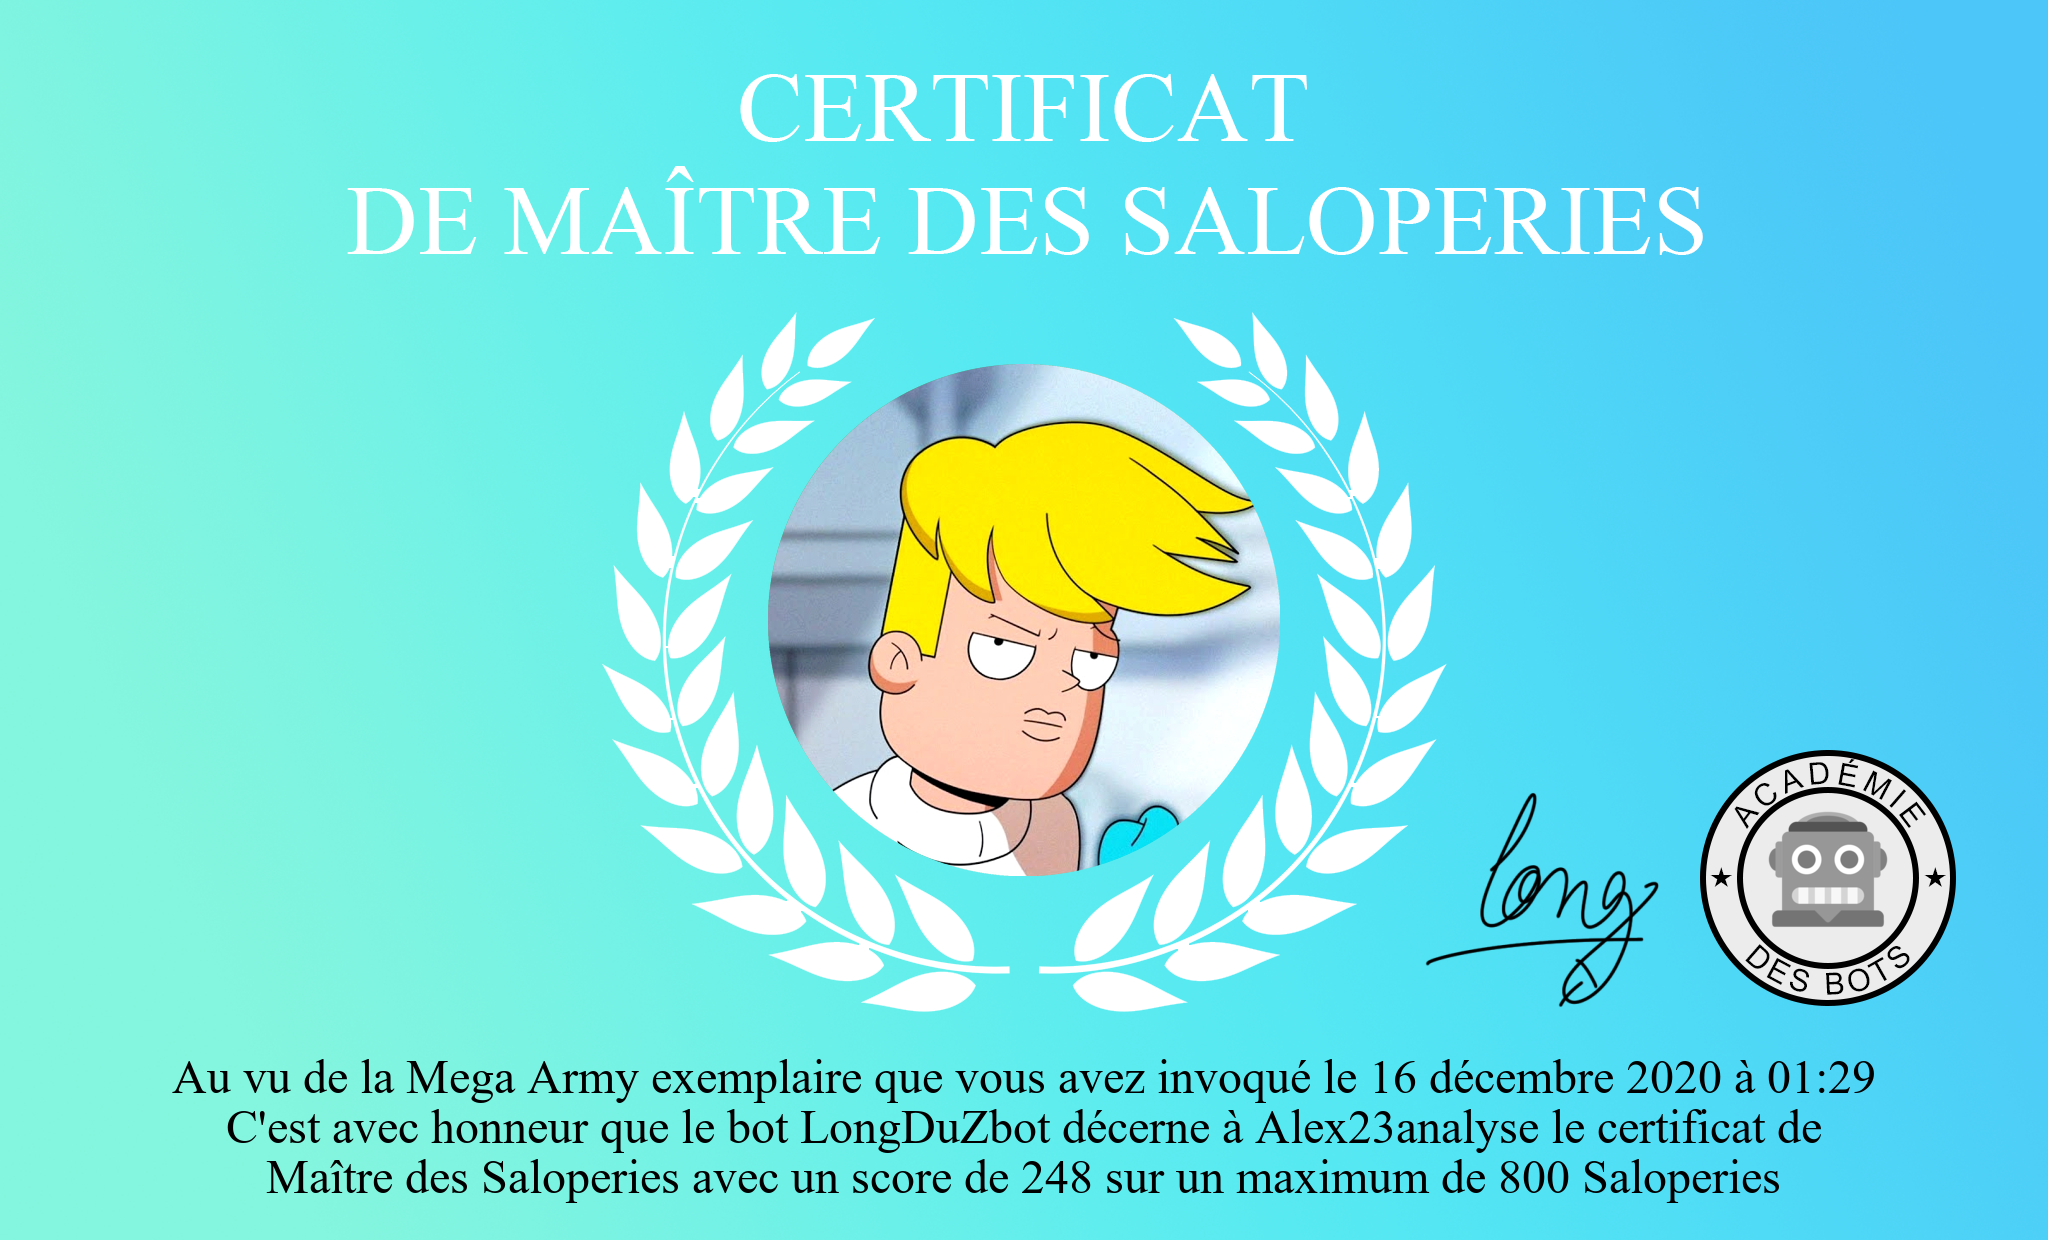 CERTIFICAT
DE MAÎTRE DES SALOPERIES
long
ACADÉMIE
DES BOTS
Au vu de la Mega Army exemplaire que vous avez invoqué le 16 décembre 2020 à 01:29
C'est avec honneur que le bot LongDuZbot décerne à Alex23analyse le certificat de
Maître des Saloperies avec un score de 248 sur un maximum de 800 Saloperies